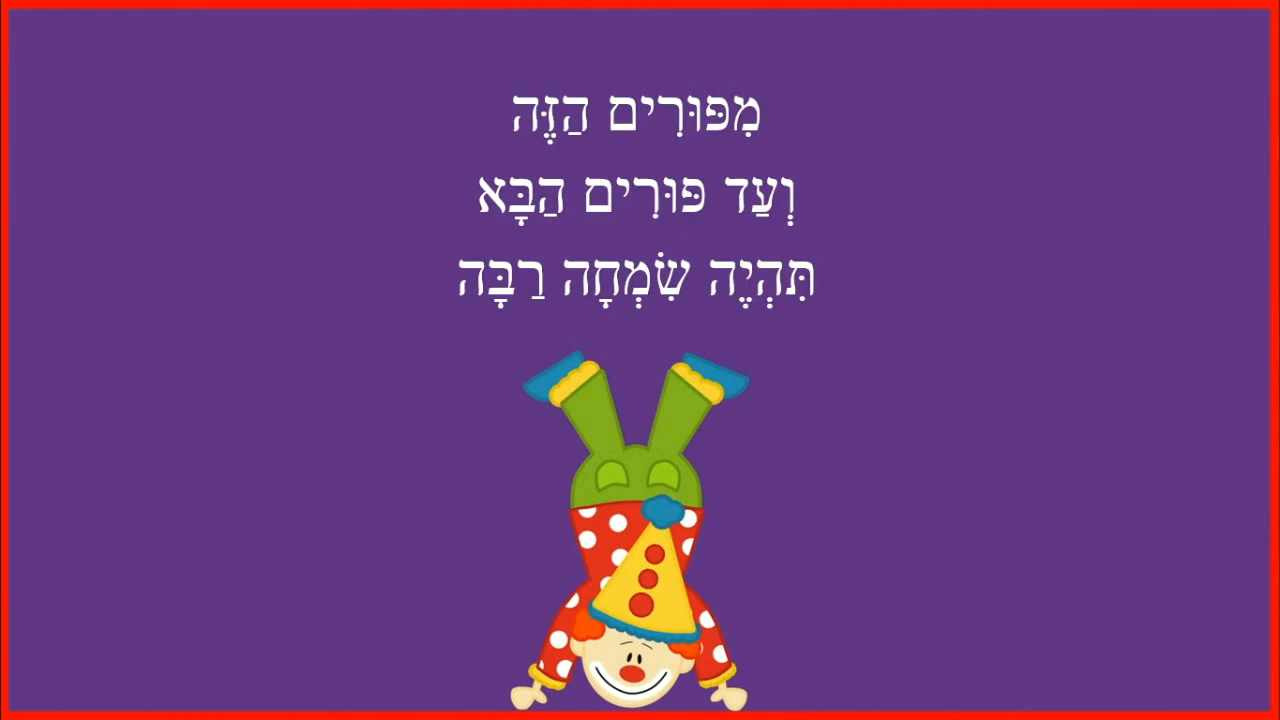 מִפּוּרִים הַזֶּה
וְעַד פּוּרִים הַבָּא
תִּהְיֶה שִׂמְחָה רַבָּה